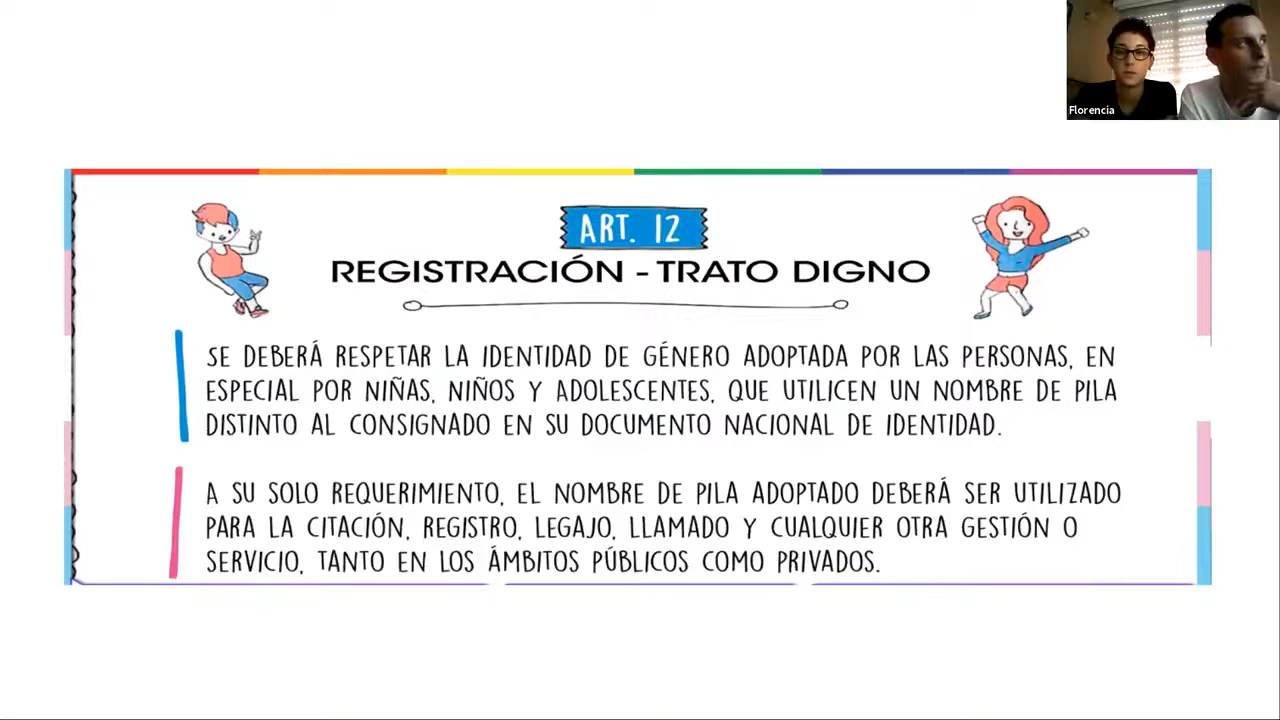 Florencia
ART. 12
REGISTRACIÓN - TRATO DIGNO
SE DEBERÁ RESPETAR LA IDENTIDAD DE GÉNERO ADOPTADA POR LAS PERSONAS, EN
ESPECIAL POR NIÑAS, NIÑOS Y ADOLESCENTES, QUE UTILICEN UN NOMBRE DE PILA
DISTINTO AL CONSIGNADO EN SU DOCUMENTO NACIONAL DE IDENTIDAD.
A SU SOLO REQUERIMIENTO, EL NOMBRE DE PILA ADOPTADO DEBERÁ SER UTILIZADO
PARA LA CITACIÓN, REGISTRO, LEGAJO, LLAMADO Y CUALQUIER OTRA GESTIÓN O
SERVICIO, TANTO EN LOS ÁMBITOS PÚBLICOS COMO PRIVADOS.